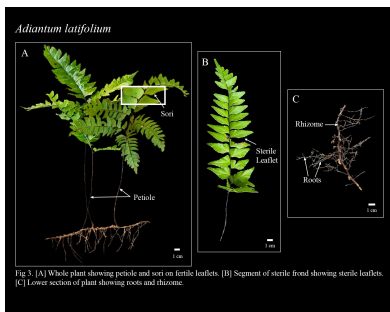 Adiantum latifolium
A
Sori
Petiole
1 cm
B
Sterile
Leaflet
1 cm
C
Rhizome
Roots
1 cm
Fig 3. [A] Whole plant showing petiole and sori on fertile leaflets. [B] Segment of sterile frond showing sterile leaflets.
[C] Lower section of plant showing roots and rhizome.